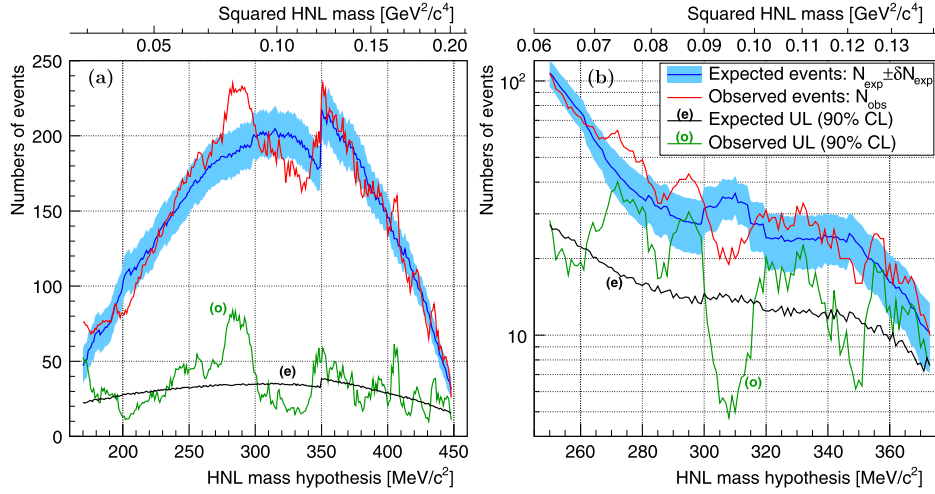 Squared HNL mass [GeV²/c⁴]
0.05 0.10 0.12 0.15 0.20
Numbers of events
250
200
150
100
50
0
(a)
(o)
(e)
200 250 300 350 400 450
HNL mass hypothesis [MeV/c²]
Squared HNL mass [GeV²/c⁴]
0.06 0.07 0.08 0.09 0.10 0.11 0.12 0.13
Numbers of events
10²
10
(b)
Expected events: N_exp ±δN_exp
Observed events: N_obs
(e) Expected UL (90% CL)
(o) Observed UL (90% CL)
(e)
(o)
260 280 300 320 340 360
HNL mass hypothesis [MeV/c²]